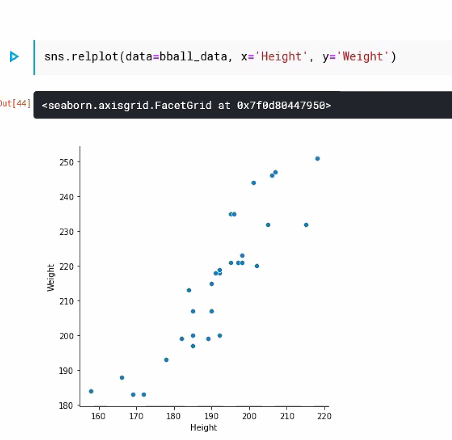 sns.relplot(data=bball_data, x='Height', y='Weight')
Out[44]
<seaborn.axisgrid.FacetGrid at 0x7f0d80447950>
250
240
230
220
210
200
190
180
Weight
160 170 180 190 200 210 220
Height